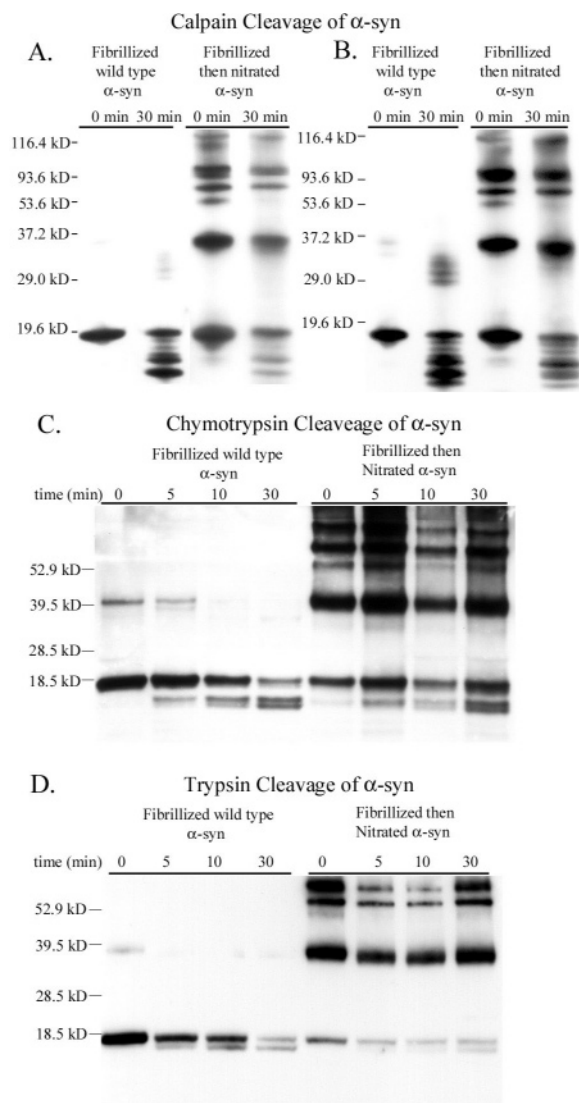 Calpain Cleavage of α-syn
A.
Fibrillized
wild type
α-syn
Fibrillized
then nitrated
α-syn
0 min 30 min 0 min 30 min
116.4 kD
93.6 kD
53.6 kD
37.2 kD
29.0 kD
19.6 kD
B.
Fibrillized
wild type
α-syn
Fibrillized
then nitrated
α-syn
0 min 30 min 0 min 30 min
116.4 kD
93.6 kD
53.6 kD
37.2 kD
29.0 kD
19.6 kD
C.
Chymotrypsin Cleaveage of α-syn
Fibrillized wild type
α-syn
Fibrillized then
Nitrated α-syn
time (min) 0 5 10 30 0 5 10 30
52.9 kD
39.5 kD
28.5 kD
18.5 kD
D.
Trypsin Cleavage of α-syn
Fibrillized wild type
α-syn
Fibrillized then
Nitrated α-syn
time (min) 0 5 10 30 0 5 10 30
52.9 kD
39.5 kD
28.5 kD
18.5 kD